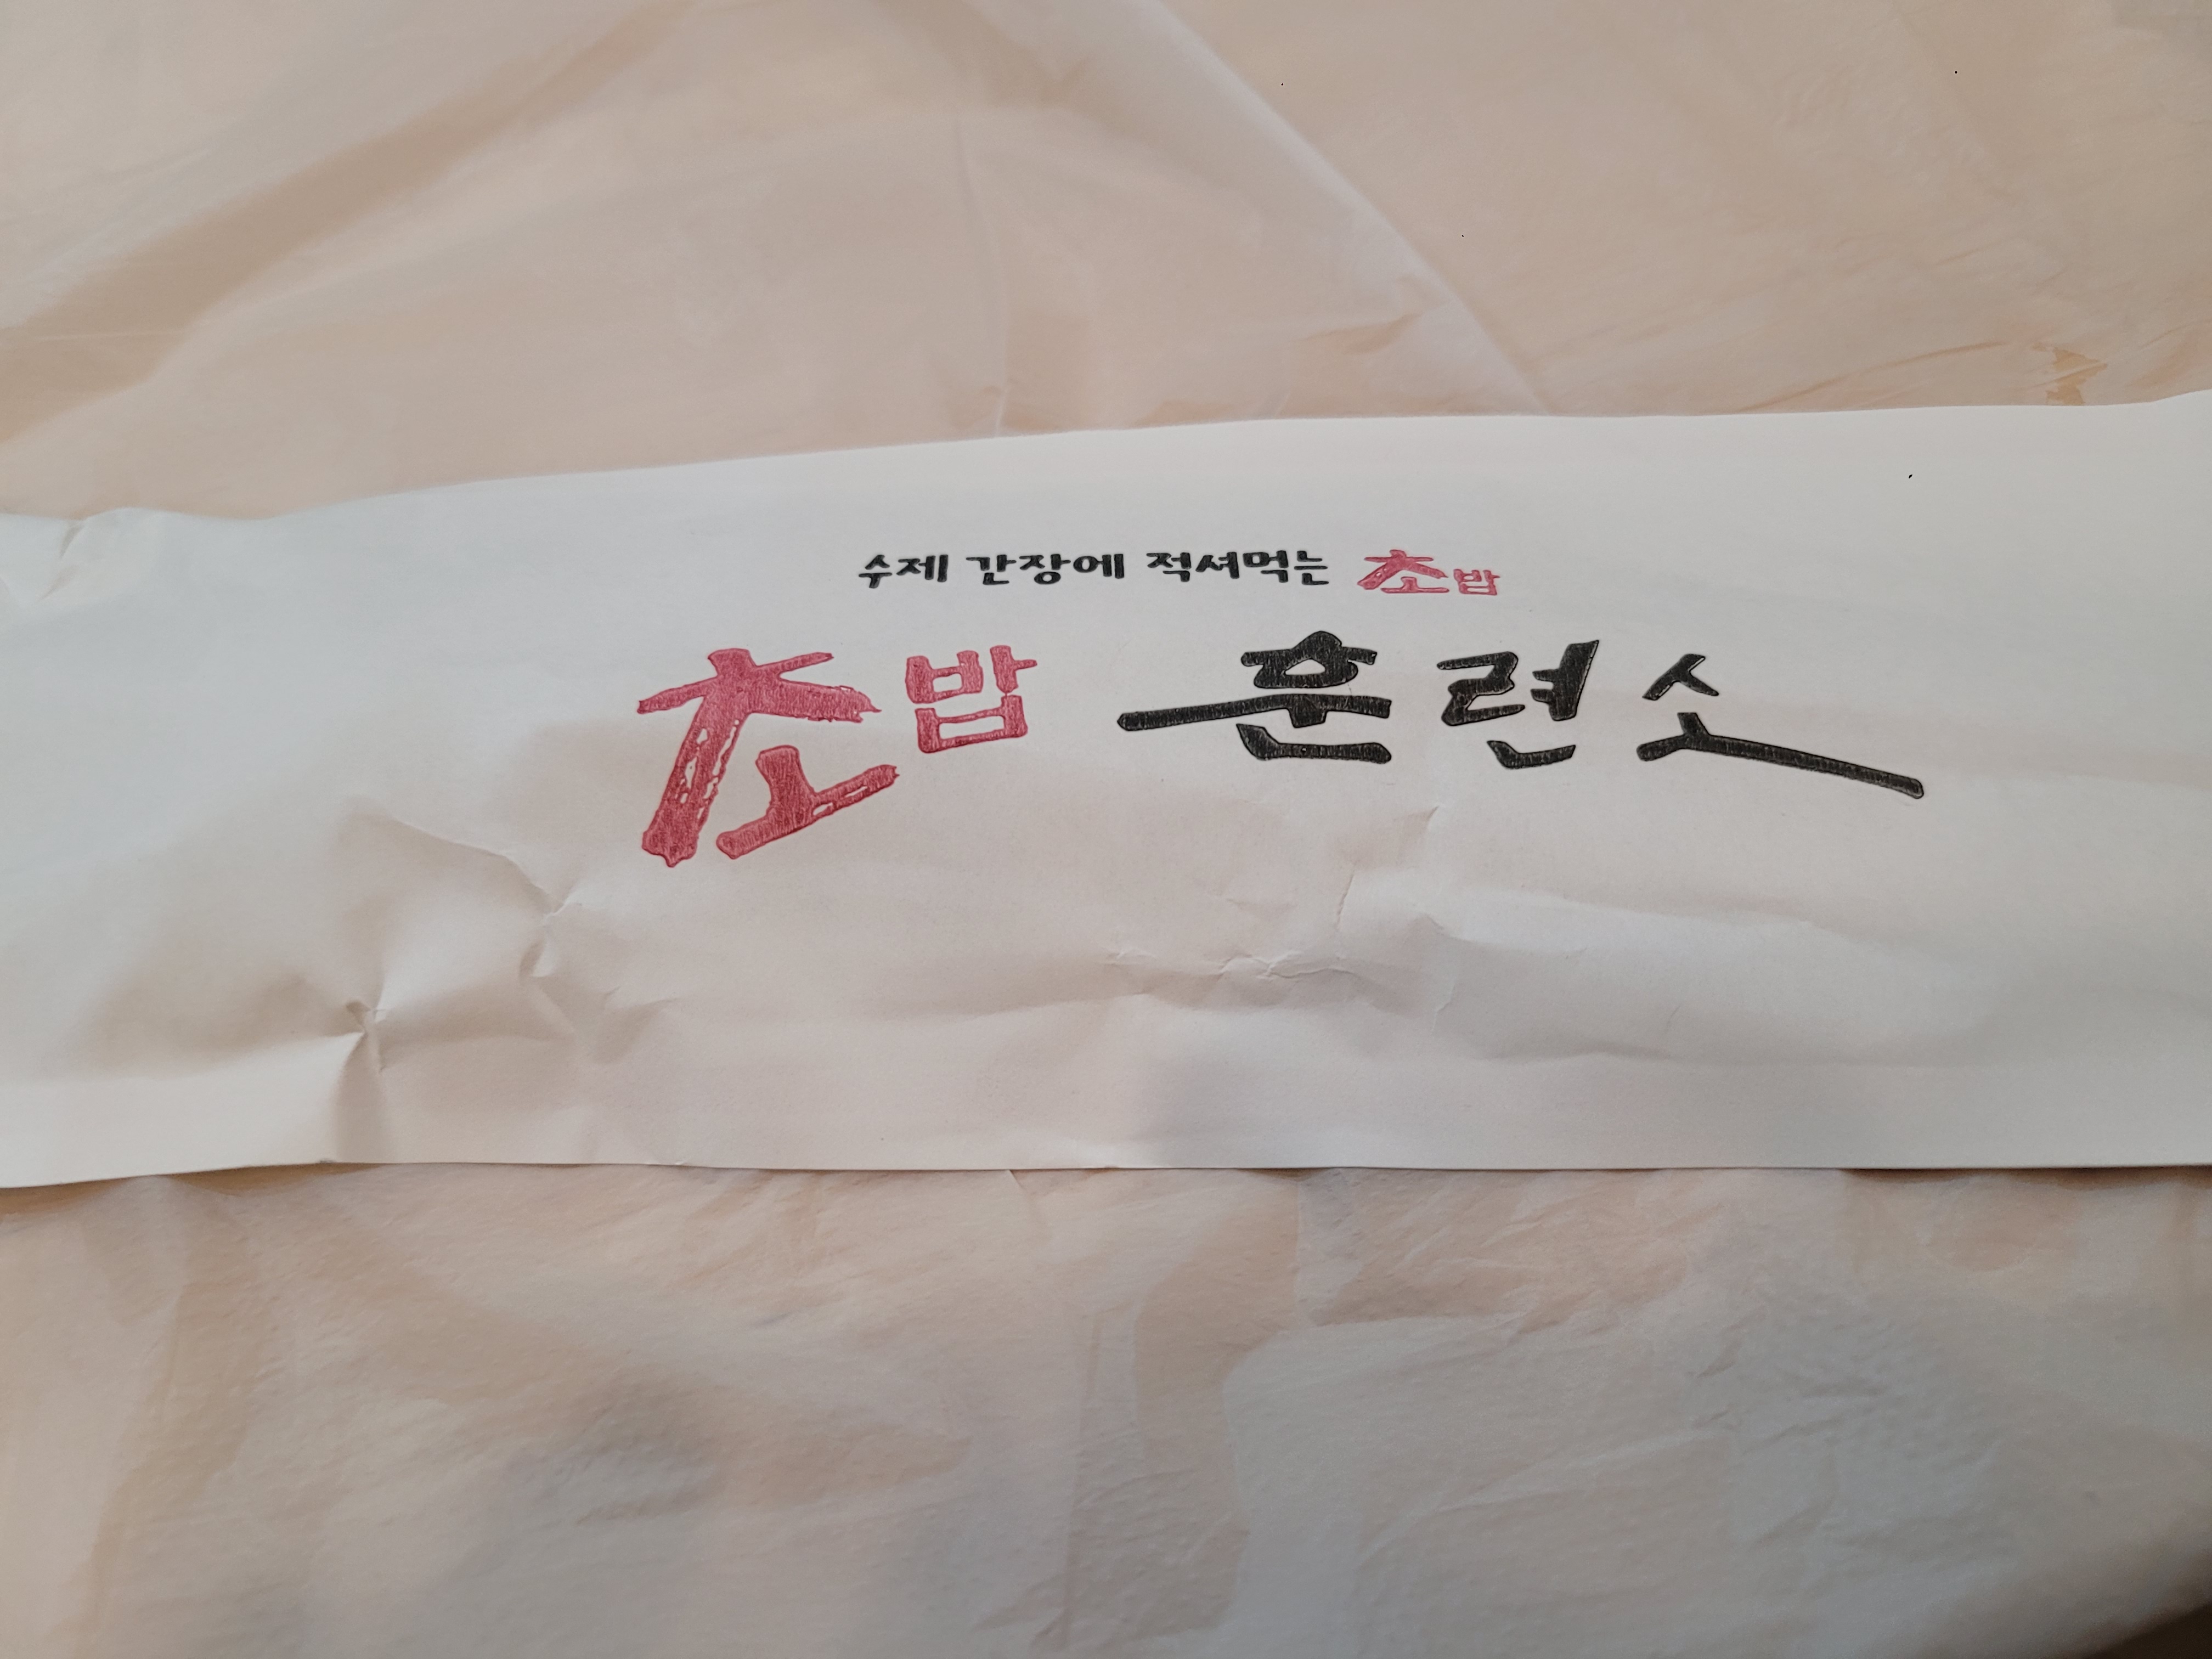 수제 간장에 적셔먹는 초밥
초밥 훈련소